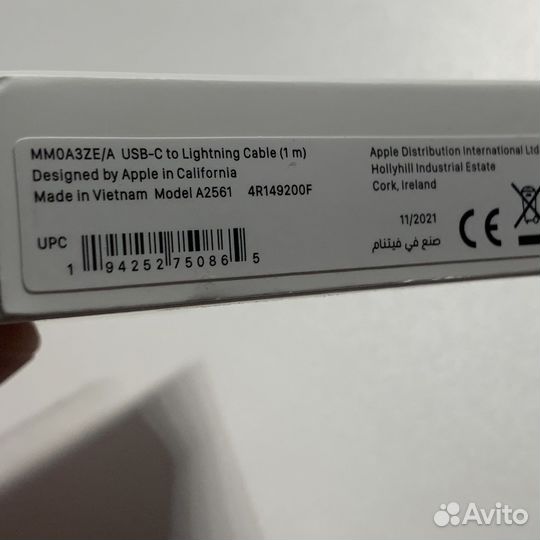 MM0A3ZE/A USB-C to Lightning Cable (1 m)
Designed by Apple in California
Made in Vietnam Model A2561 4R149200F
UPC
1 94252 75086 5
Apple Distribution International Ltd
Hollyhill Industrial Estate
Cork, Ireland
11/2021
صنع في فيتنام
CE
Avito